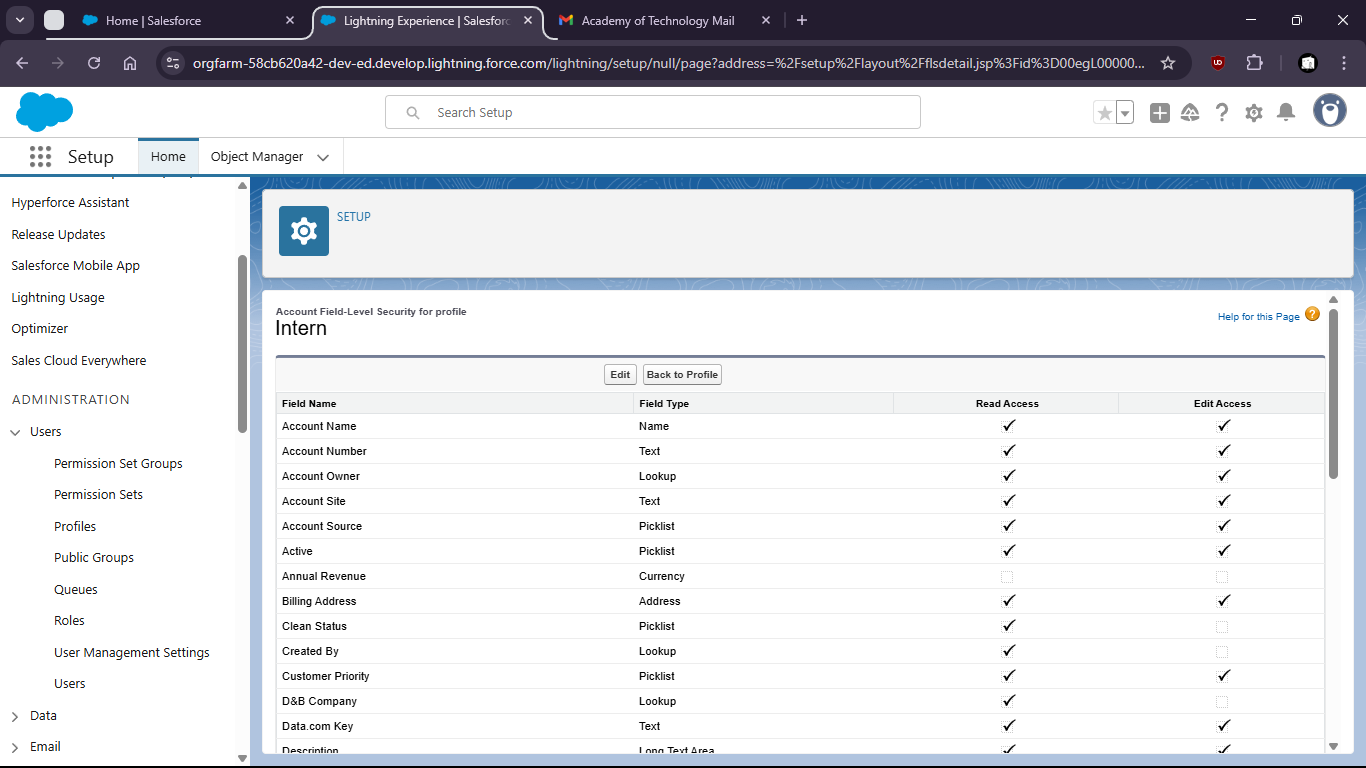 Home | Salesforce
Lightning Experience | Salesforc
Academy of Technology Mail
orgfarm-58cb620a42-dev-ed.develop.lightning.force.com/lightning/setup/null/page?address=%2Fsetup%2Flayout%2Fflsdetail.jsp%3Fid%3D00egL00000...
UD
Search Setup
Setup
Home
Object Manager
Hyperforce Assistant
Release Updates
Salesforce Mobile App
Lightning Usage
Optimizer
Sales Cloud Everywhere
ADMINISTRATION
Users
Permission Set Groups
Permission Sets
Profiles
Public Groups
Queues
Roles
User Management Settings
Users
Data
Email
SETUP
Account Field-Level Security for profile
Intern
Help for this Page ?
Edit Back to Profile
Field Name Field Type Read Access Edit Access
Account Name Name
Account Number Text
Account Owner Lookup
Account Site Text
Account Source Picklist
Active Picklist
Annual Revenue Currency
Billing Address Address
Clean Status Picklist
Created By Lookup
Customer Priority Picklist
D&B Company Lookup
Data.com Key Text
Description Long Text Area